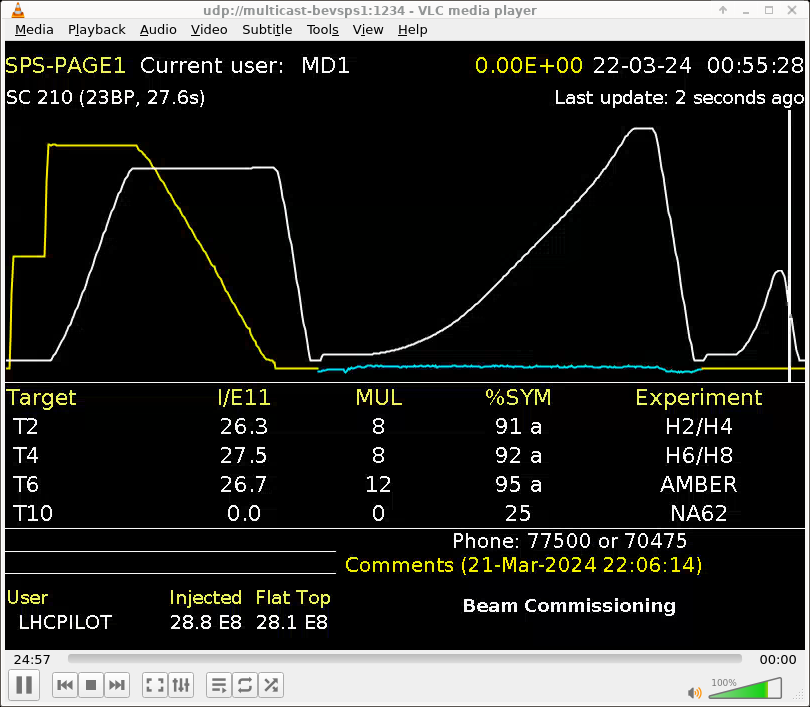 udp://multicast-bevsps1:1234 - VLC media player
Media Playback Audio Video Subtitle Tools View Help
SPS-PAGE1 Current user: MD1 0.00E+00 22-03-24 00:55:28
SC 210 (23BP, 27.6s) Last update: 2 seconds ago
Target I/E11 MUL %SYM Experiment
T2 26.3 8 91 a H2/H4
T4 27.5 8 92 a H6/H8
T6 26.7 12 95 a AMBER
T10 0.0 0 25 NA62
Phone: 77500 or 70475
Comments (21-Mar-2024 22:06:14)
User Injected Flat Top
LHCPILOT 28.8 E8 28.1 E8
Beam Commissioning
24:57 00:00
100%